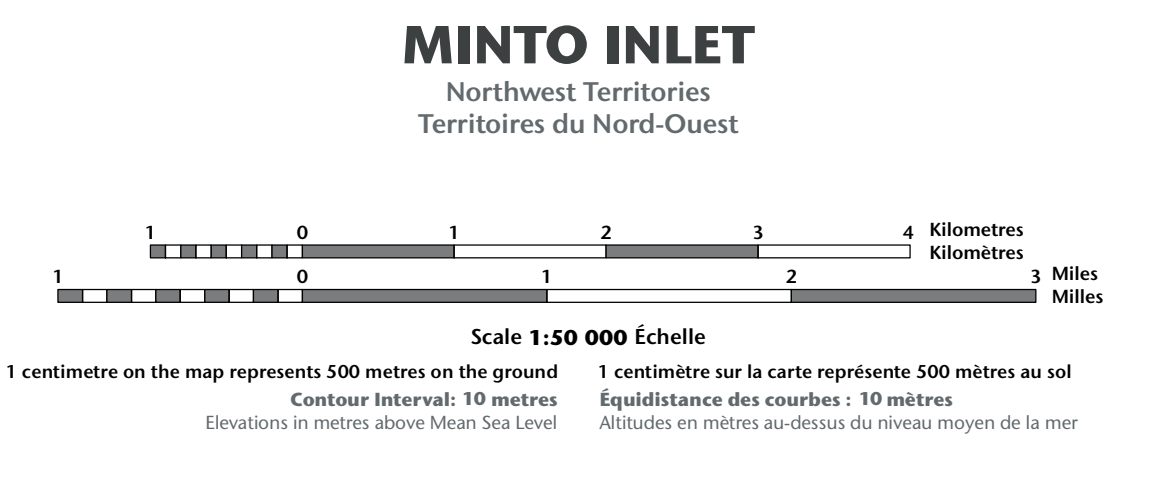 MINTO INLET
Northwest Territories
Territoires du Nord-Ouest
1 0 1 2 3 4 Kilometres
Kilomètres
1 0 1 2 3 Miles
Milles
Scale 1:50 000 Échelle
1 centimetre on the map represents 500 metres on the ground
Contour Interval: 10 metres
Elevations in metres above Mean Sea Level
1 centimètre sur la carte représente 500 mètres au sol
Équidistance des courbes : 10 mètres
Altitudes en mètres au-dessus du niveau moyen de la mer